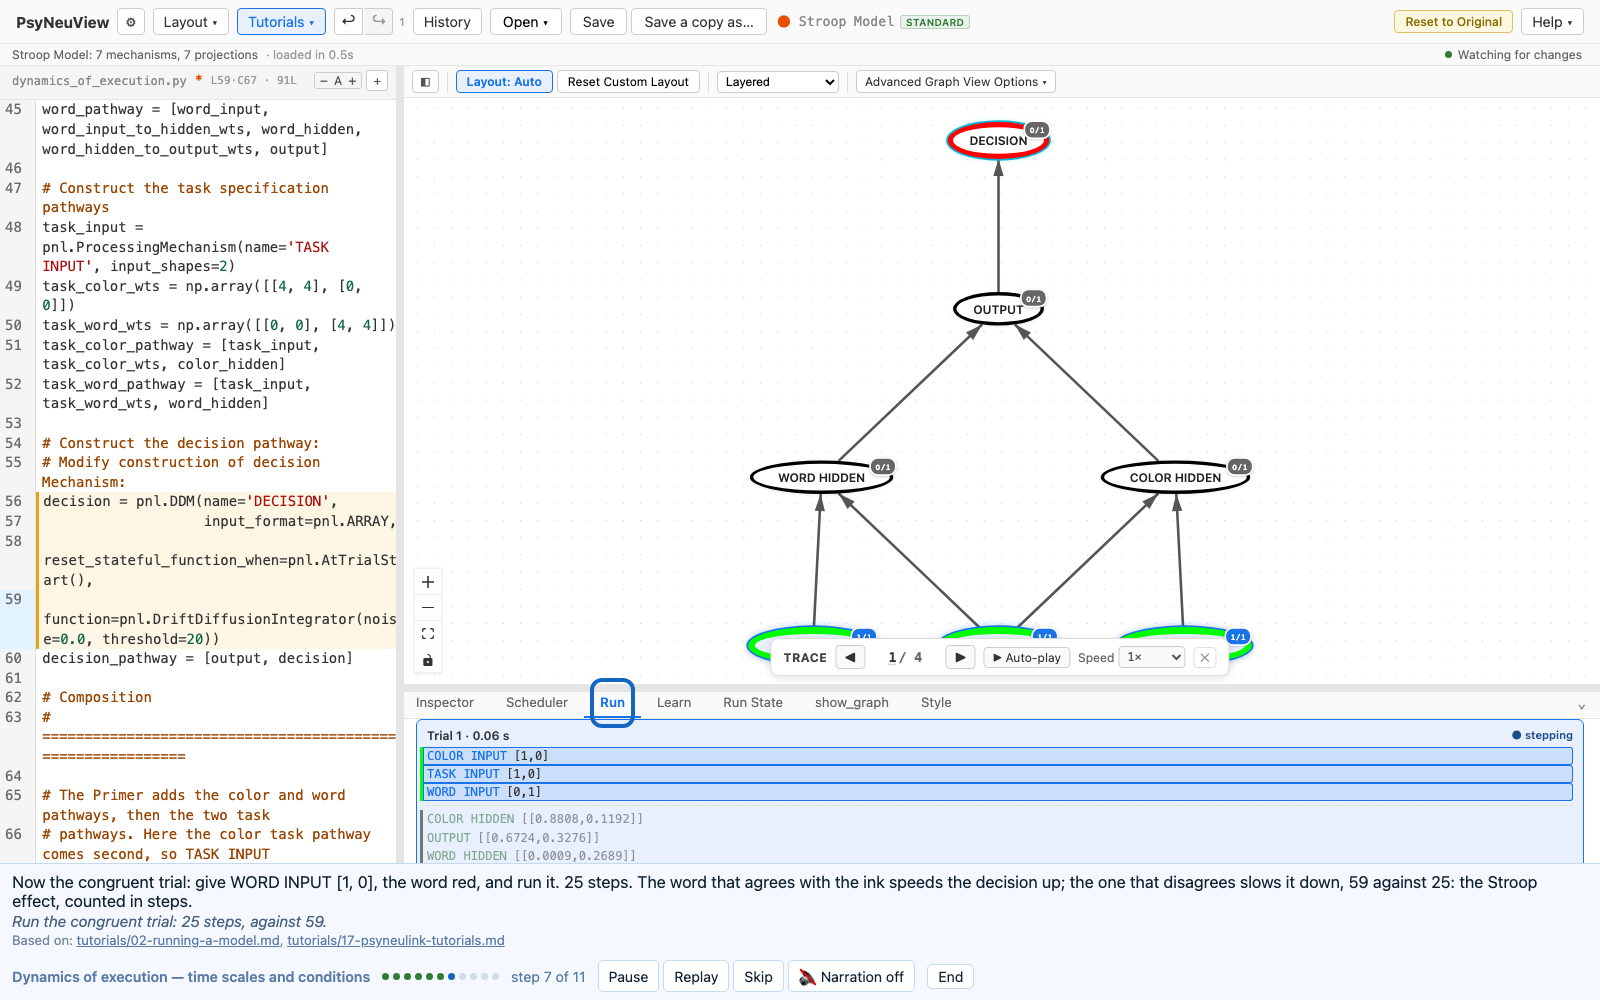 PsyNeuView ⚙ Layout ▾ Tutorials ▾ ↩ ↪ 1 History Open ▾ Save Save a copy as... Stroop Model STANDARD Reset to Original Help ▾
Stroop Model: 7 mechanisms, 7 projections · loaded in 0.5s Watching for changes
dynamics_of_execution.py * L59·C67 · 91L − A + +
Layout: Auto Reset Custom Layout Layered Advanced Graph View Options ▾
45 word_pathway = [word_input,
word_input_to_hidden_wts, word_hidden,
word_hidden_to_output_wts, output]
46
47 # Construct the task specification
pathways
48 task_input =
pnl.ProcessingMechanism(name='TASK
INPUT', input_shapes=2)
49 task_color_wts = np.array([[4, 4], [0,
0]])
50 task_word_wts = np.array([[0, 0], [4, 4]])
51 task_color_pathway = [task_input,
task_color_wts, color_hidden]
52 task_word_pathway = [task_input,
task_word_wts, word_hidden]
53
54 # Construct the decision pathway:
55 # Modify construction of decision
Mechanism:
56 decision = pnl.DDM(name='DECISION',
57 input_format=pnl.ARRAY,
58
reset_stateful_function_when=pnl.AtTrialSt
art(),
59
function=pnl.DriftDiffusionIntegrator(nois
e=0.0, threshold=20))
60 decision_pathway = [output, decision]
61
62 # Composition
63 #
==========================================
=================
64
65 # The Primer adds the color and word
pathways, then the two task
66 # pathways. Here the color task pathway
comes second, so TASK INPUT
DECISION 0/1
OUTPUT 0/1
WORD HIDDEN 0/1
COLOR HIDDEN 0/1
1/1 1/1 1/1
TRACE ◀ 1 / 4 ▶ ▶ Auto-play Speed 1× ×
Inspector Scheduler Run Learn Run State show_graph Style
Trial 1 · 0.06 s stepping
COLOR INPUT [1,0]
TASK INPUT [1,0]
WORD INPUT [0,1]
COLOR HIDDEN [[0.8808,0.1192]]
OUTPUT [[0.6724,0.3276]]
WORD HIDDEN [[0.0009,0.2689]]
Now the congruent trial: give WORD INPUT [1, 0], the word red, and run it. 25 steps. The word that agrees with the ink speeds the decision up; the one that disagrees slows it down, 59 against 25: the Stroop
effect, counted in steps.
Run the congruent trial: 25 steps, against 59.
Based on: tutorials/02-running-a-model.md, tutorials/17-psyneulink-tutorials.md
Dynamics of execution — time scales and conditions step 7 of 11 Pause Replay Skip Narration off End